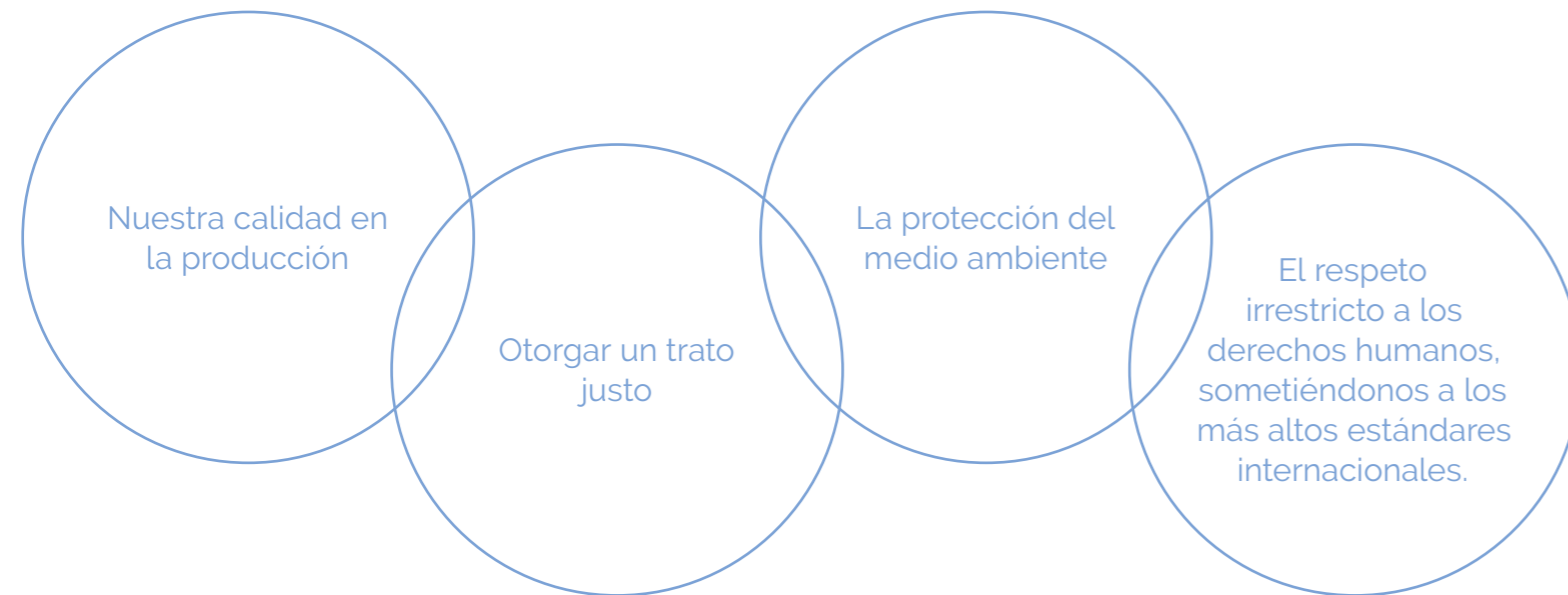 Nuestra calidad en
la producción
Otorgar un trato
justo
La protección del
medio ambiente
El respeto
irrestricto a los
derechos humanos,
sometiéndonos a los
más altos estándares
internacionales.